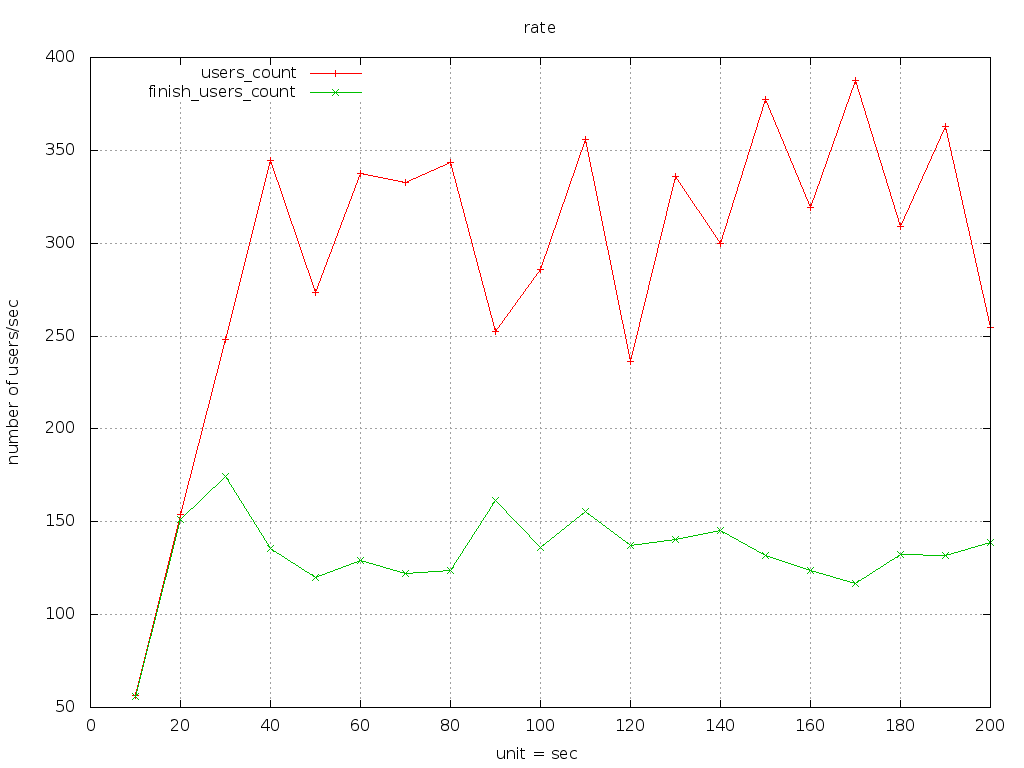 rate
users_count
finish_users_count
400
350
300
250
200
150
100
50
number of users/sec
0 20 40 60 80 100 120 140 160 180 200
unit = sec